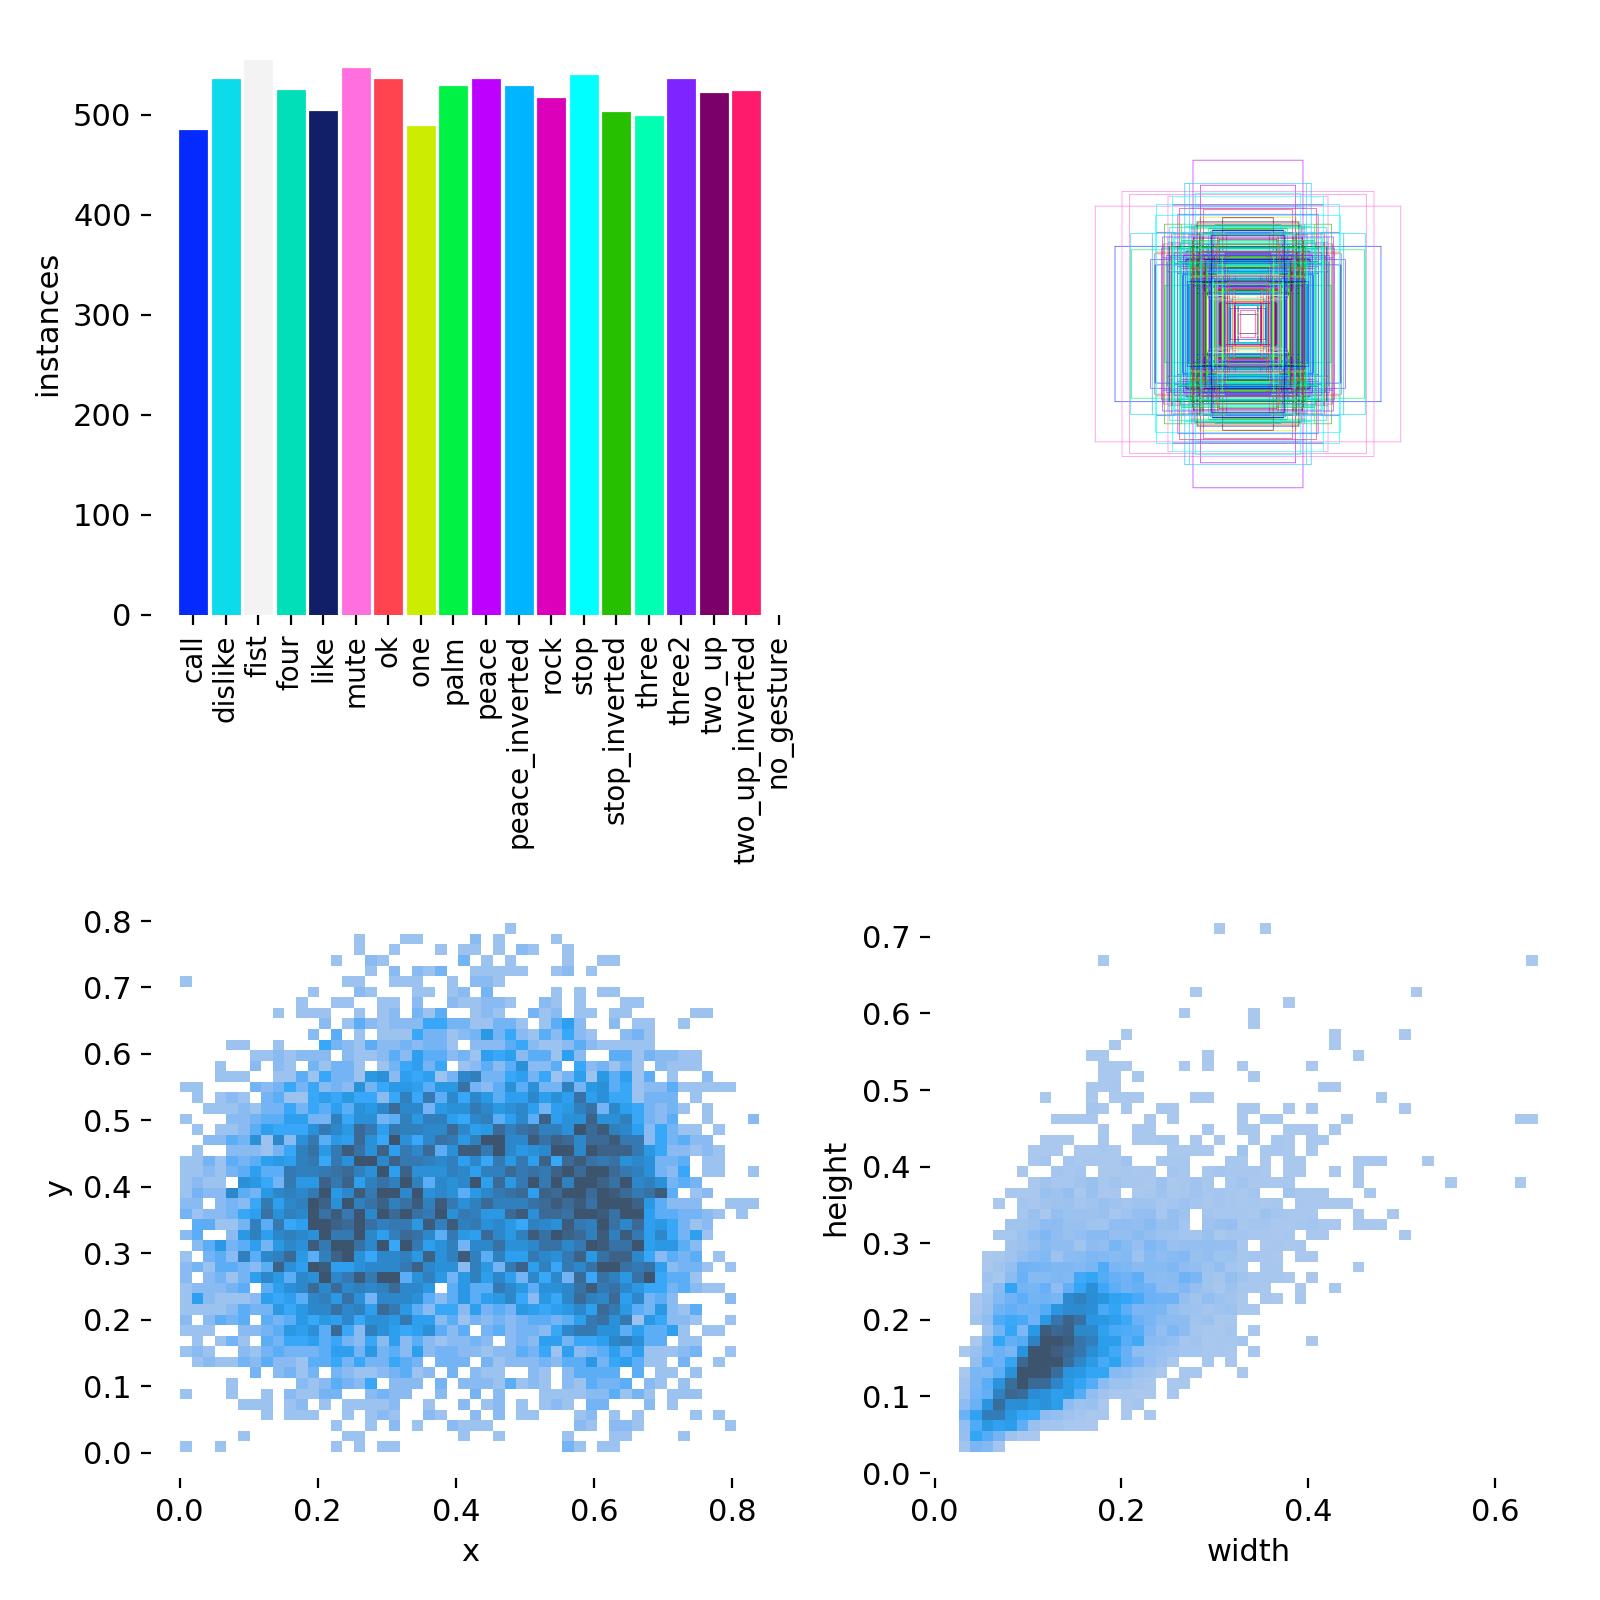 instances
500
400
300
200
100
0
call
dislike
fist
four
like
mute
ok
one
palm
peace
peace_inverted
rock
stop
stop_inverted
three
three2
two_up
two_up_inverted
no_gesture
y
0.8
0.7
0.6
0.5
0.4
0.3
0.2
0.1
0.0
0.0 0.2 0.4 0.6 0.8
x
height
0.7
0.6
0.5
0.4
0.3
0.2
0.1
0.0
0.0 0.2 0.4 0.6
width